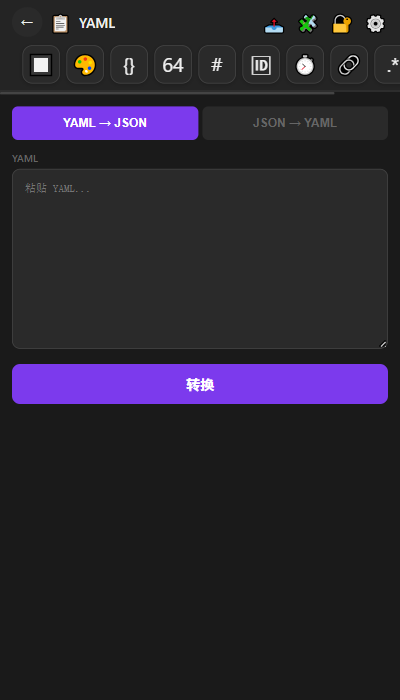 ← YAML
{} 64 # ID .*
YAML → JSON JSON → YAML
YAML
粘贴 YAML...
转换